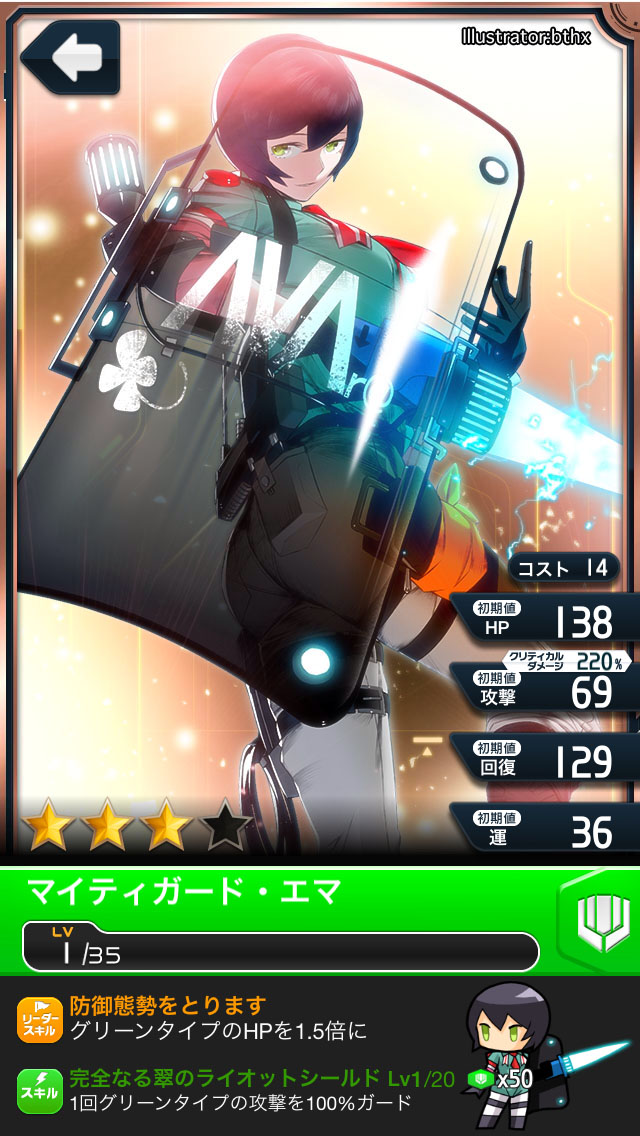 Illustrator:bthx
AVAro
6
コスト 14
初期値
HP 138
クリティカル
ダメージ 220%
初期値
攻撃 69
初期値
回復 129
初期値
運 36
マイティガード・エマ
LV
1/35
リーダー
スキル
防御態勢をとります
グリーンタイプのHPを1.5倍に
スキル
完全なる翠のライオットシールド Lv1/20
x50
1回グリーンタイプの攻撃を100%ガード